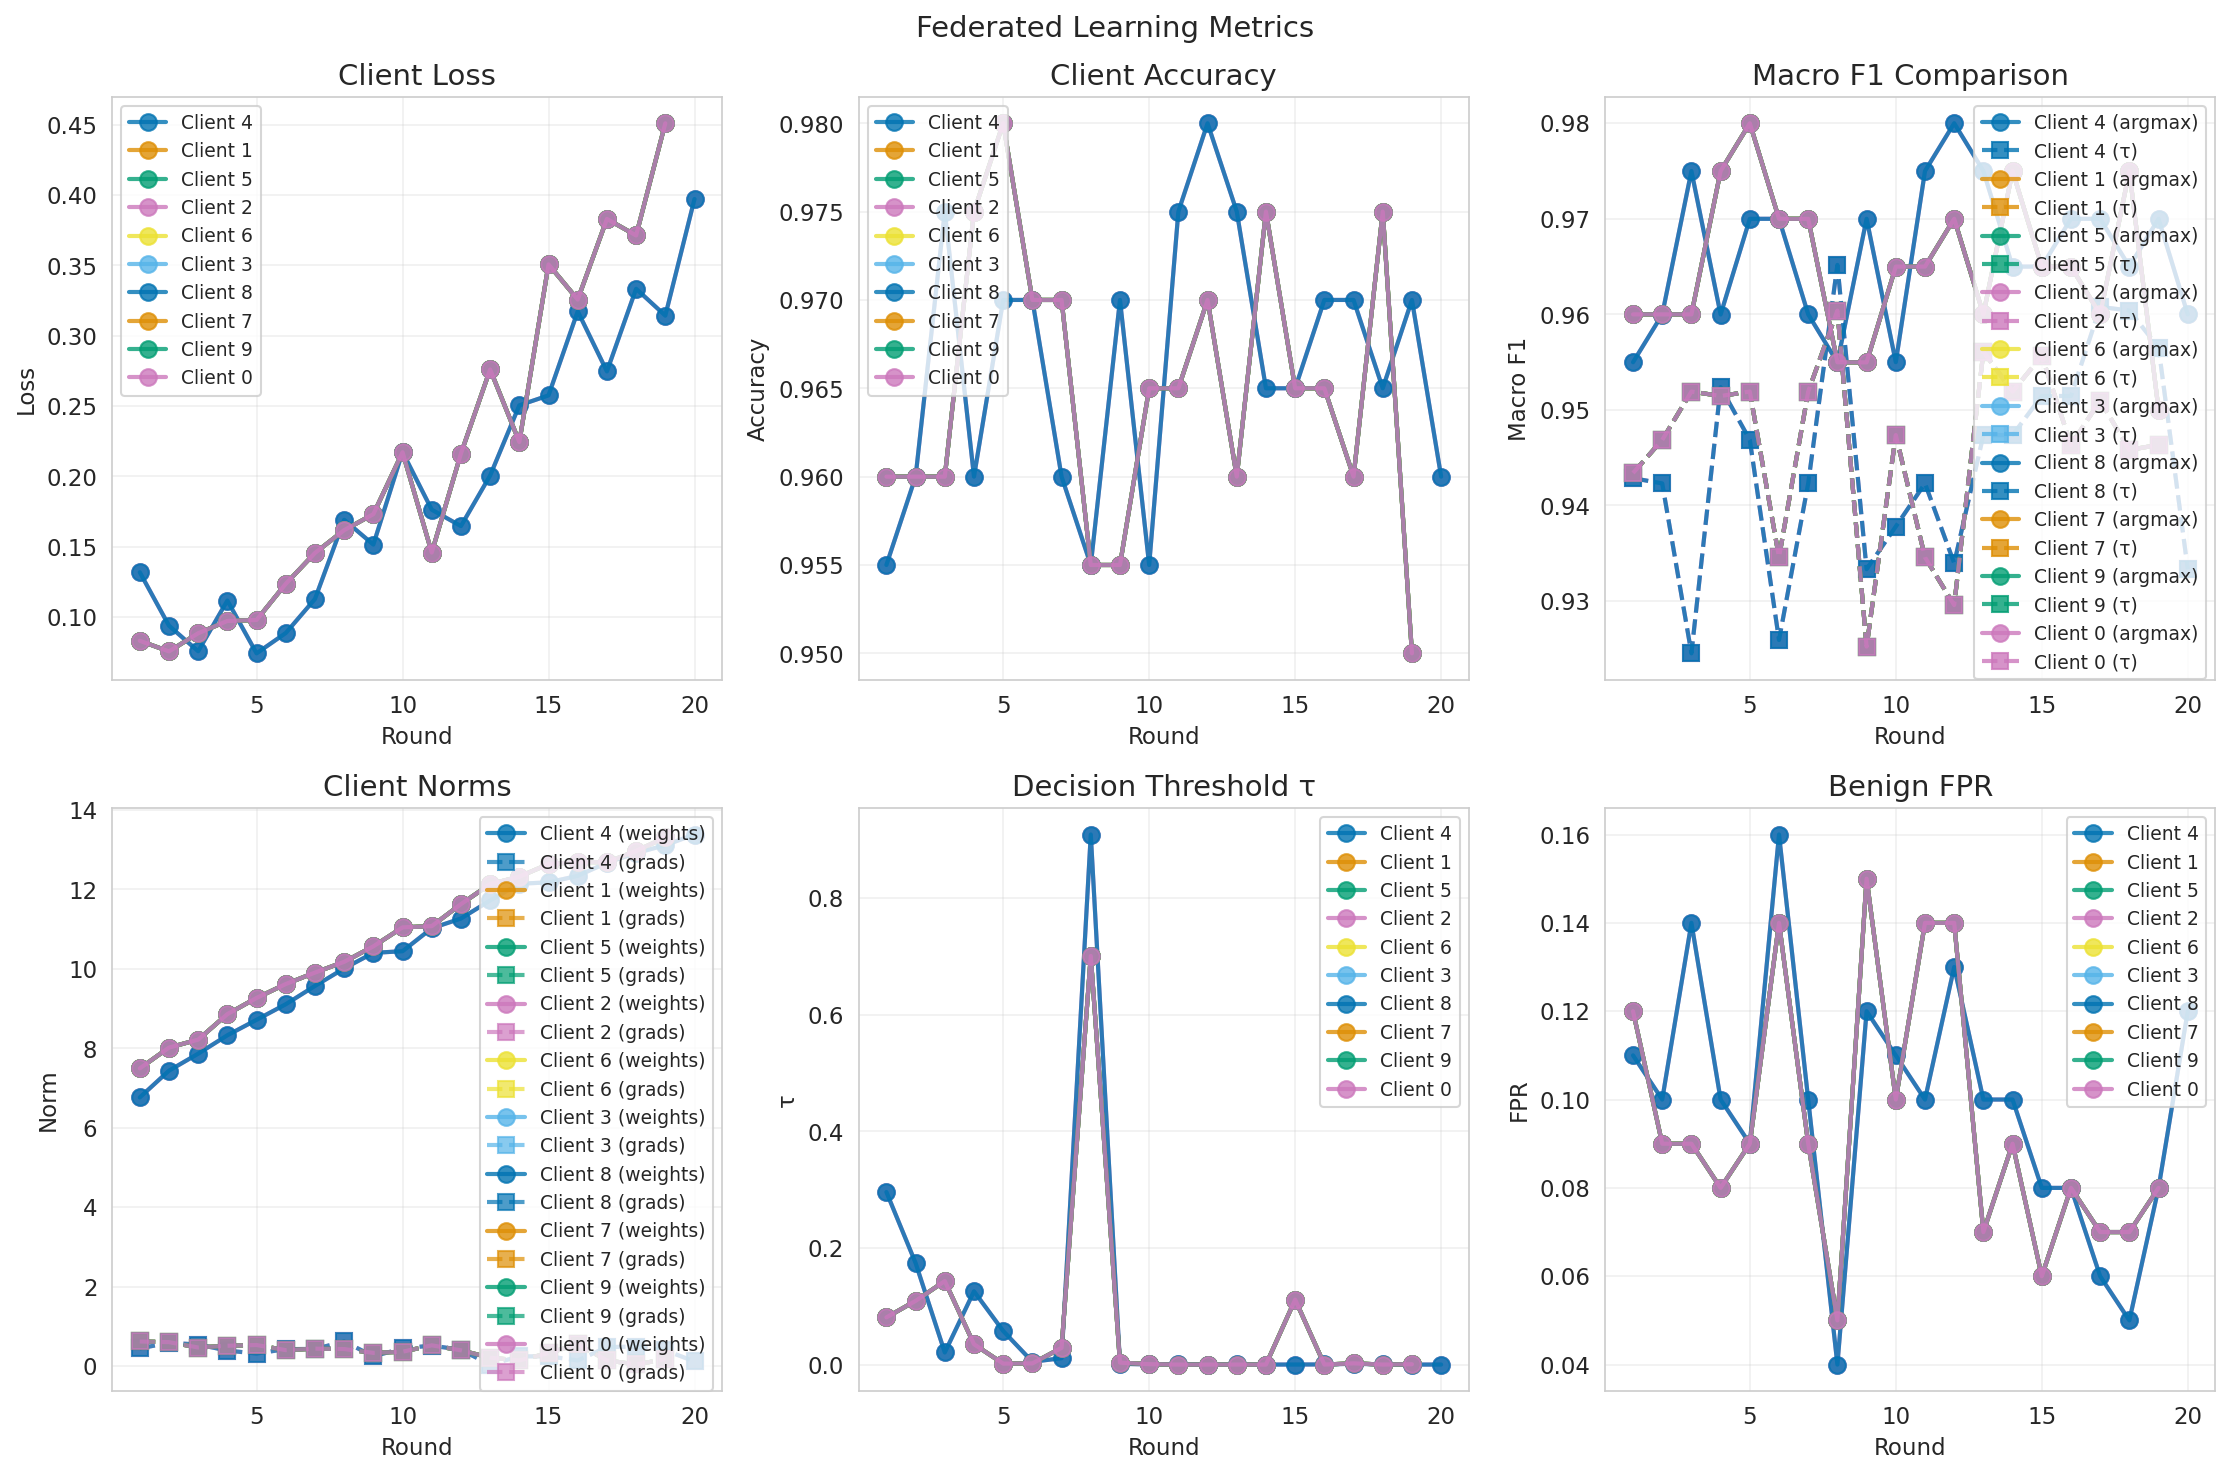 Federated Learning Metrics
Client Loss
Loss
0.45
0.40
0.35
0.30
0.25
0.20
0.15
0.10
5 10 15 20
Round
Client 4
Client 1
Client 5
Client 2
Client 6
Client 3
Client 8
Client 7
Client 9
Client 0
Client Accuracy
Accuracy
0.980
0.975
0.970
0.965
0.960
0.955
0.950
5 10 15 20
Round
Client 4
Client 1
Client 5
Client 2
Client 6
Client 3
Client 8
Client 7
Client 9
Client 0
Macro F1 Comparison
Macro F1
0.98
0.97
0.96
0.95
0.94
0.93
5 10 15 20
Round
Client 4 (argmax)
Client 4 (τ)
Client 1 (argmax)
Client 1 (τ)
Client 5 (argmax)
Client 5 (τ)
Client 2 (argmax)
Client 2 (τ)
Client 6 (argmax)
Client 6 (τ)
Client 3 (argmax)
Client 3 (τ)
Client 8 (argmax)
Client 8 (τ)
Client 7 (argmax)
Client 7 (τ)
Client 9 (argmax)
Client 9 (τ)
Client 0 (argmax)
Client 0 (τ)
Client Norms
Norm
14
12
10
8
6
4
2
0
5 10 15 20
Round
Client 4 (weights)
Client 4 (grads)
Client 1 (weights)
Client 1 (grads)
Client 5 (weights)
Client 5 (grads)
Client 2 (weights)
Client 2 (grads)
Client 6 (weights)
Client 6 (grads)
Client 3 (weights)
Client 3 (grads)
Client 8 (weights)
Client 8 (grads)
Client 7 (weights)
Client 7 (grads)
Client 9 (weights)
Client 9 (grads)
Client 0 (weights)
Client 0 (grads)
Decision Threshold τ
τ
0.8
0.6
0.4
0.2
0.0
5 10 15 20
Round
Client 4
Client 1
Client 5
Client 2
Client 6
Client 3
Client 8
Client 7
Client 9
Client 0
Benign FPR
FPR
0.16
0.14
0.12
0.10
0.08
0.06
0.04
5 10 15 20
Round
Client 4
Client 1
Client 5
Client 2
Client 6
Client 3
Client 8
Client 7
Client 9
Client 0